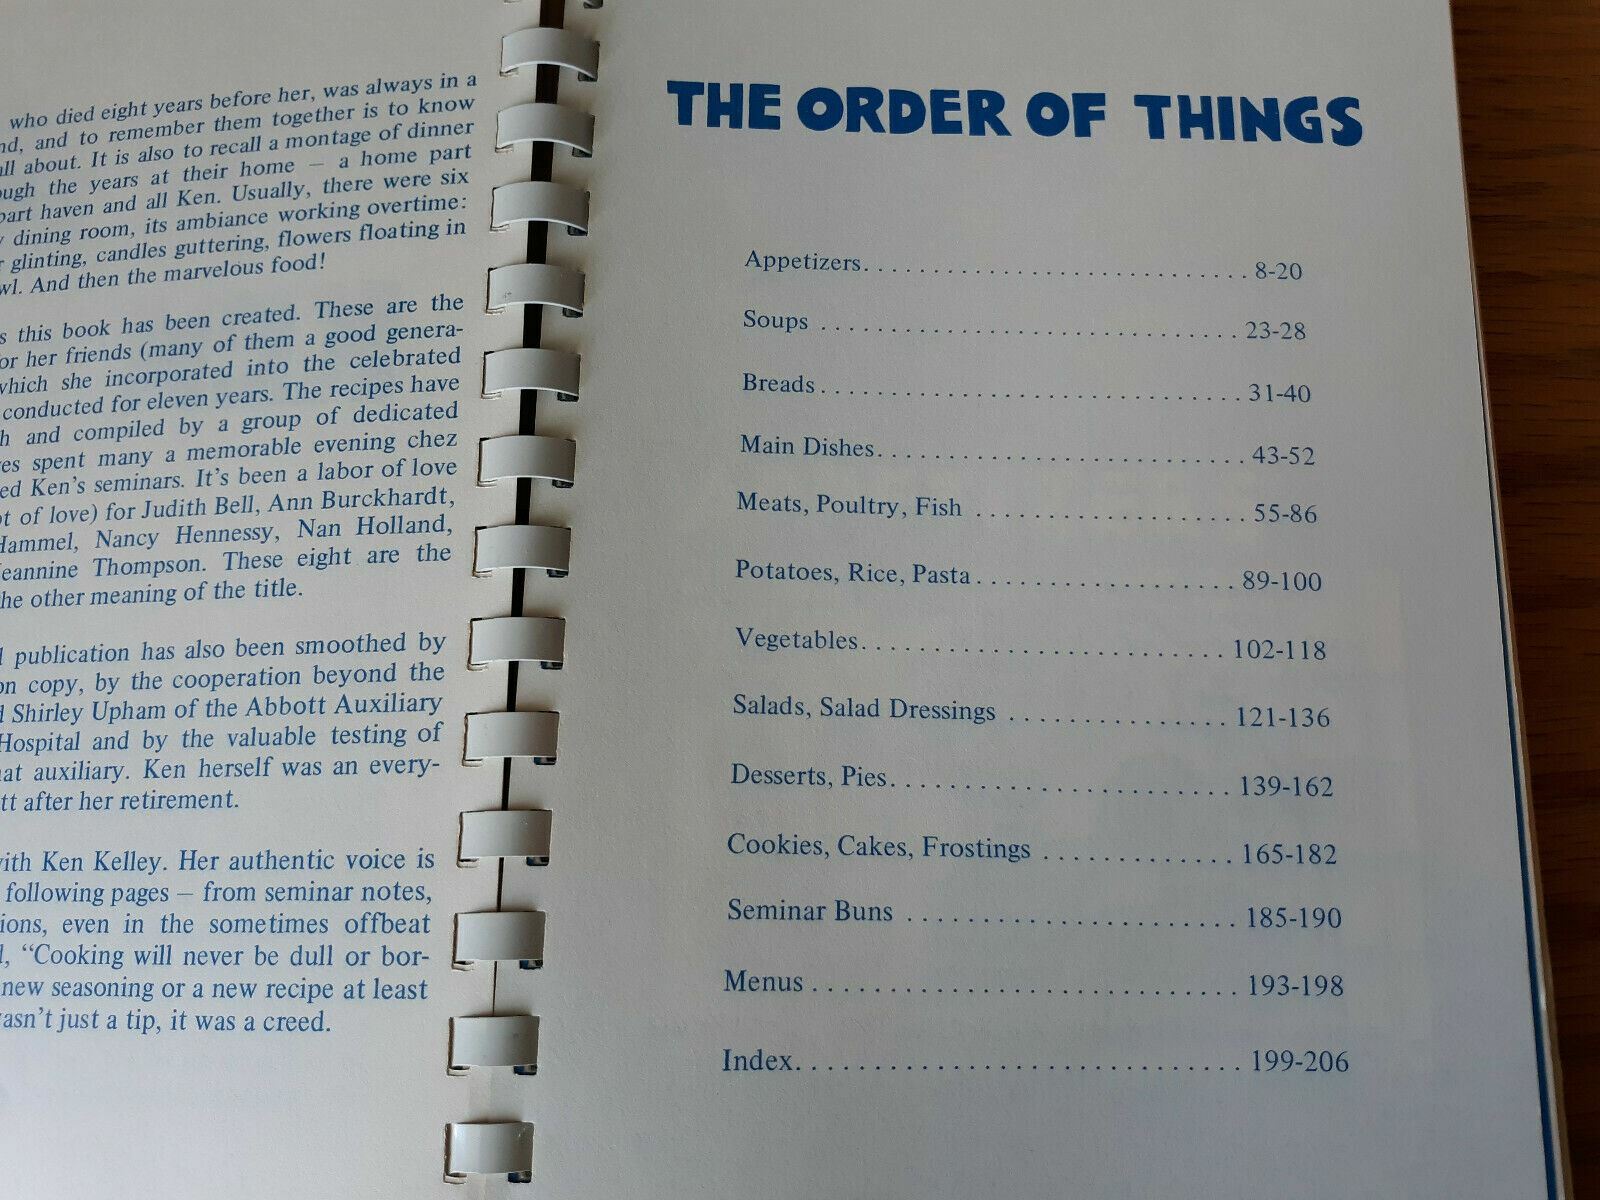 who died eight years before her, was always in a
and to remember them together is to know
about. It is also to recall a montage of dinner
the years at their home — a home part
part haven and all Ken. Usually, there were six
dining room, its ambiance working overtime:
glinting, candles guttering, flowers floating in
And then the marvelous food!
this book has been created. These are the
her friends (many of them a good genera-
which she incorporated into the celebrated
conducted for eleven years. The recipes have
and compiled by a group of dedicated
spent many a memorable evening chez
Ken's seminars. It's been a labor of love
of love) for Judith Bell, Ann Burckhardt,
Hammel, Nancy Hennessy, Nan Holland,
Jeannine Thompson. These eight are the
the other meaning of the title.
publication has also been smoothed by
copy, by the cooperation beyond the
Shirley Upham of the Abbott Auxiliary
Hospital and by the valuable testing of
auxiliary. Ken herself was an every-
after her retirement.
with Ken Kelley. Her authentic voice is
following pages — from seminar notes,
even in the sometimes offbeat
"Cooking will never be dull or bor-
new seasoning or a new recipe at least
wasn't just a tip, it was a creed.
THE ORDER OF THINGS
Appetizers. . . . . . . . . . . . . . . . . . . . . . . . . . . . . 8-20
Soups . . . . . . . . . . . . . . . . . . . . . . . . . . . . . . . . 23-28
Breads . . . . . . . . . . . . . . . . . . . . . . . . . . . . . . . . 31-40
Main Dishes. . . . . . . . . . . . . . . . . . . . . . . . . . . . 43-52
Meats, Poultry, Fish . . . . . . . . . . . . . . . . . . . . . 55-86
Potatoes, Rice, Pasta . . . . . . . . . . . . . . . . . . . . 89-100
Vegetables. . . . . . . . . . . . . . . . . . . . . . . . . . . . 102-118
Salads, Salad Dressings . . . . . . . . . . . . . . . . . 121-136
Desserts, Pies. . . . . . . . . . . . . . . . . . . . . . . . . . 139-162
Cookies, Cakes, Frostings . . . . . . . . . . . . . . . 165-182
Seminar Buns . . . . . . . . . . . . . . . . . . . . . . . . . 185-190
Menus . . . . . . . . . . . . . . . . . . . . . . . . . . . . . . . . 193-198
Index. . . . . . . . . . . . . . . . . . . . . . . . . . . . . . . . . 199-206